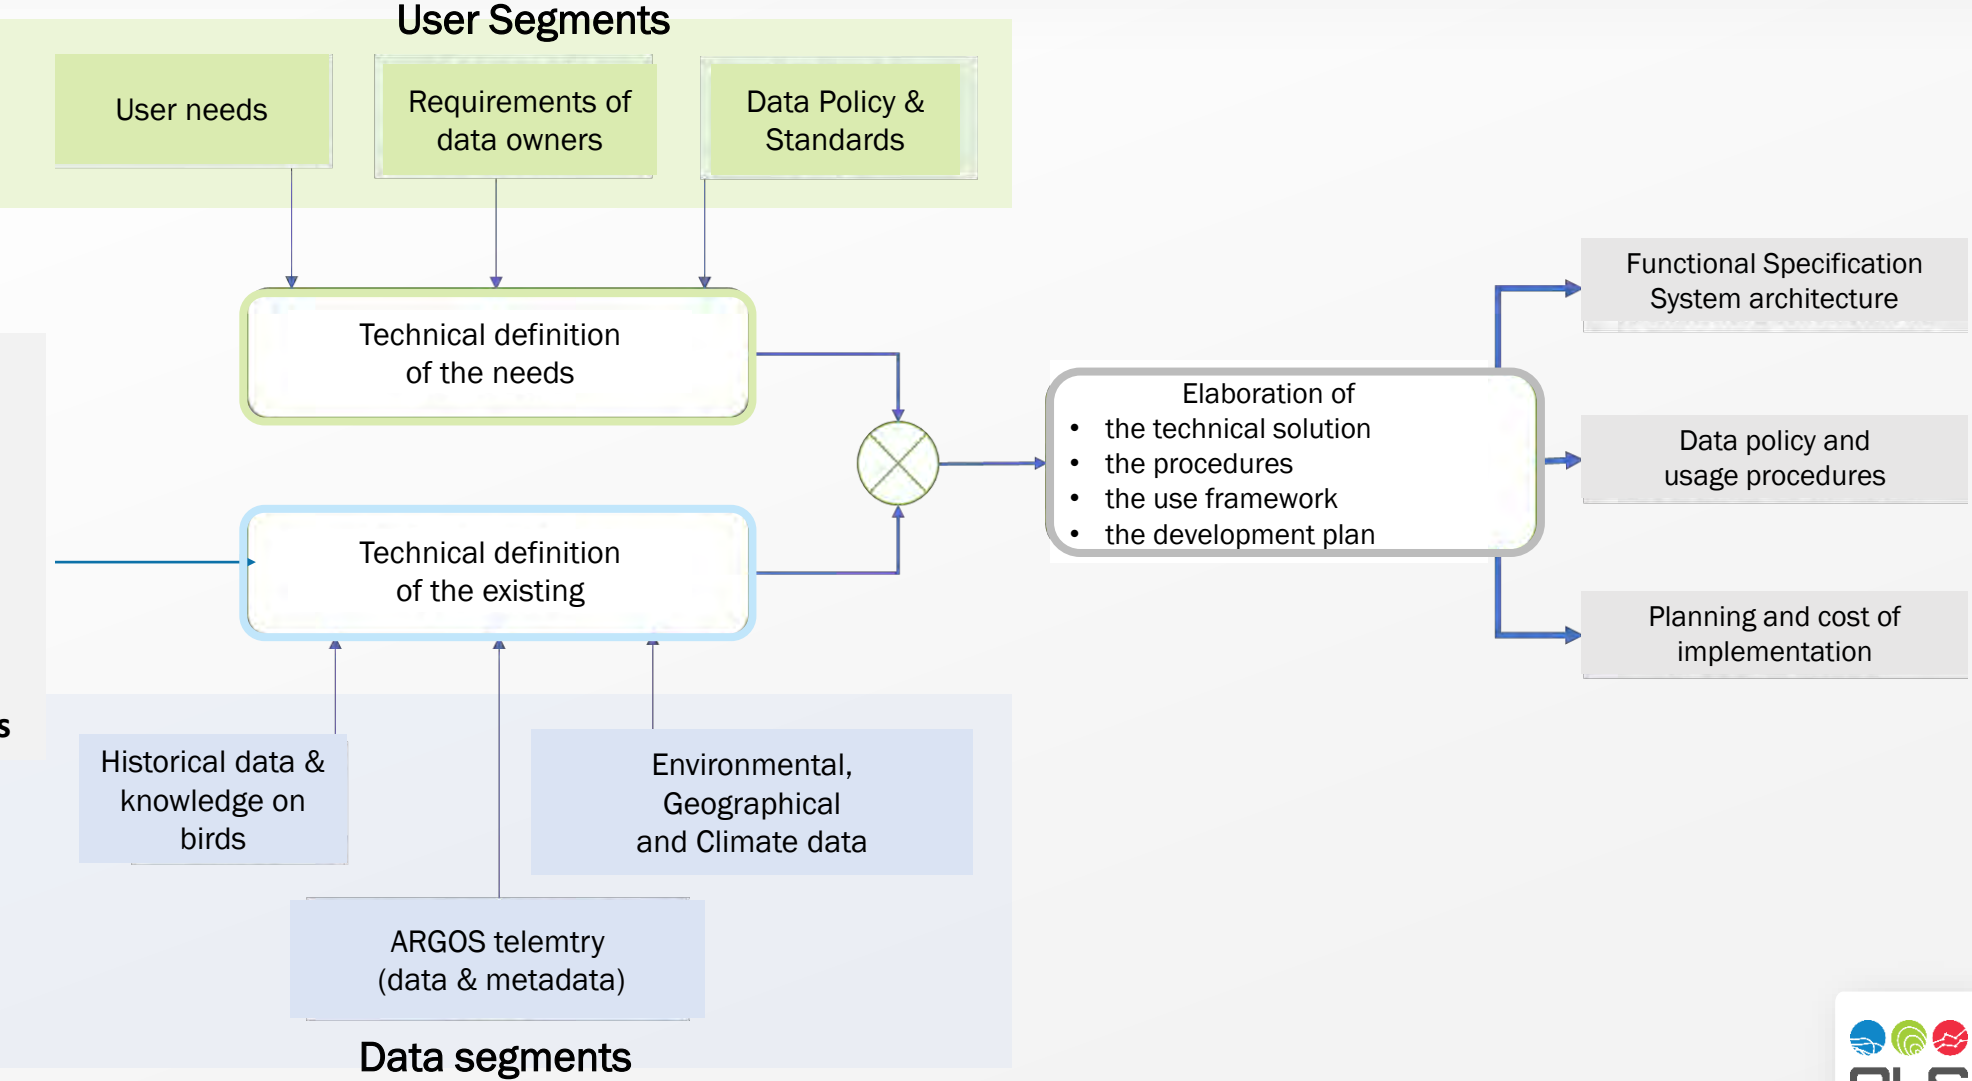 User Segments
User needs
Requirements of
data owners
Data Policy &
Standards
Technical definition
of the needs
Functional Specification
System architecture
Elaboration of
• the technical solution
• the procedures
• the use framework
• the development plan
Data policy and
usage procedures
Technical definition
of the existing
Planning and cost of
implementation
s
Historical data &
knowledge on
birds
Environmental,
Geographical
and Climate data
ARGOS telemtry
(data & metadata)
Data segments